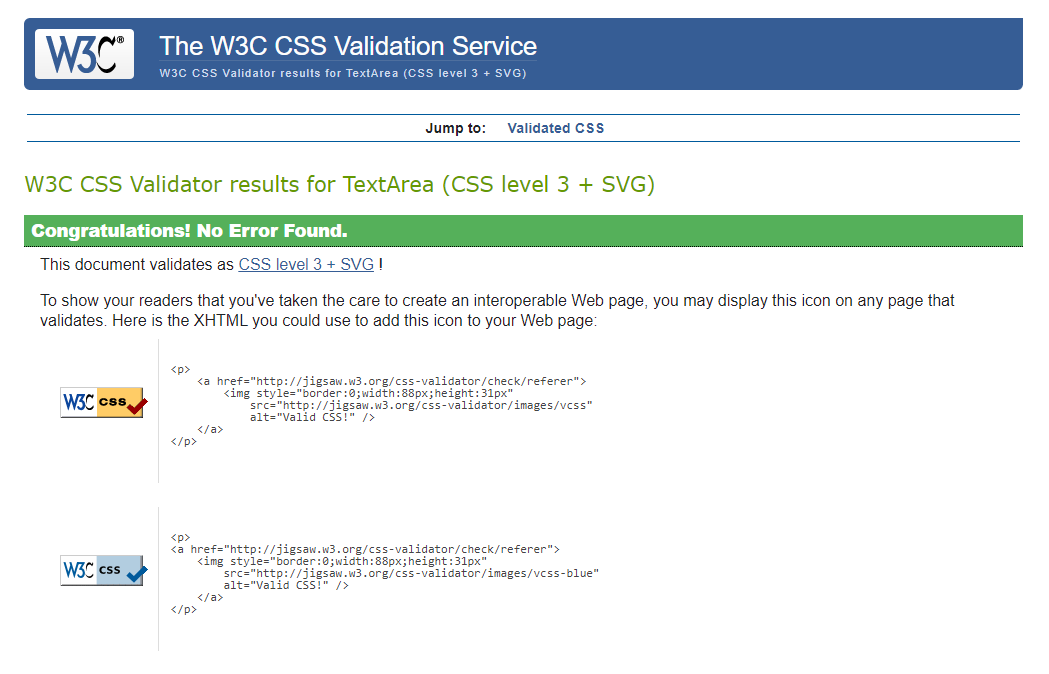 W3C®
The W3C CSS Validation Service
W3C CSS Validator results for TextArea (CSS level 3 + SVG)
Jump to: Validated CSS
W3C CSS Validator results for TextArea (CSS level 3 + SVG)
Congratulations! No Error Found.
This document validates as CSS level 3 + SVG !
To show your readers that you've taken the care to create an interoperable Web page, you may display this icon on any page that
validates. Here is the XHTML you could use to add this icon to your Web page:
W3C css
<p>
<a href="http://jigsaw.w3.org/css-validator/check/referer">
<img style="border:0;width:88px;height:31px"
src="http://jigsaw.w3.org/css-validator/images/vcss"
alt="Valid CSS!" />
</a>
</p>
W3C css
<p>
<a href="http://jigsaw.w3.org/css-validator/check/referer">
<img style="border:0;width:88px;height:31px"
src="http://jigsaw.w3.org/css-validator/images/vcss-blue"
alt="Valid CSS!" />
</a>
</p>